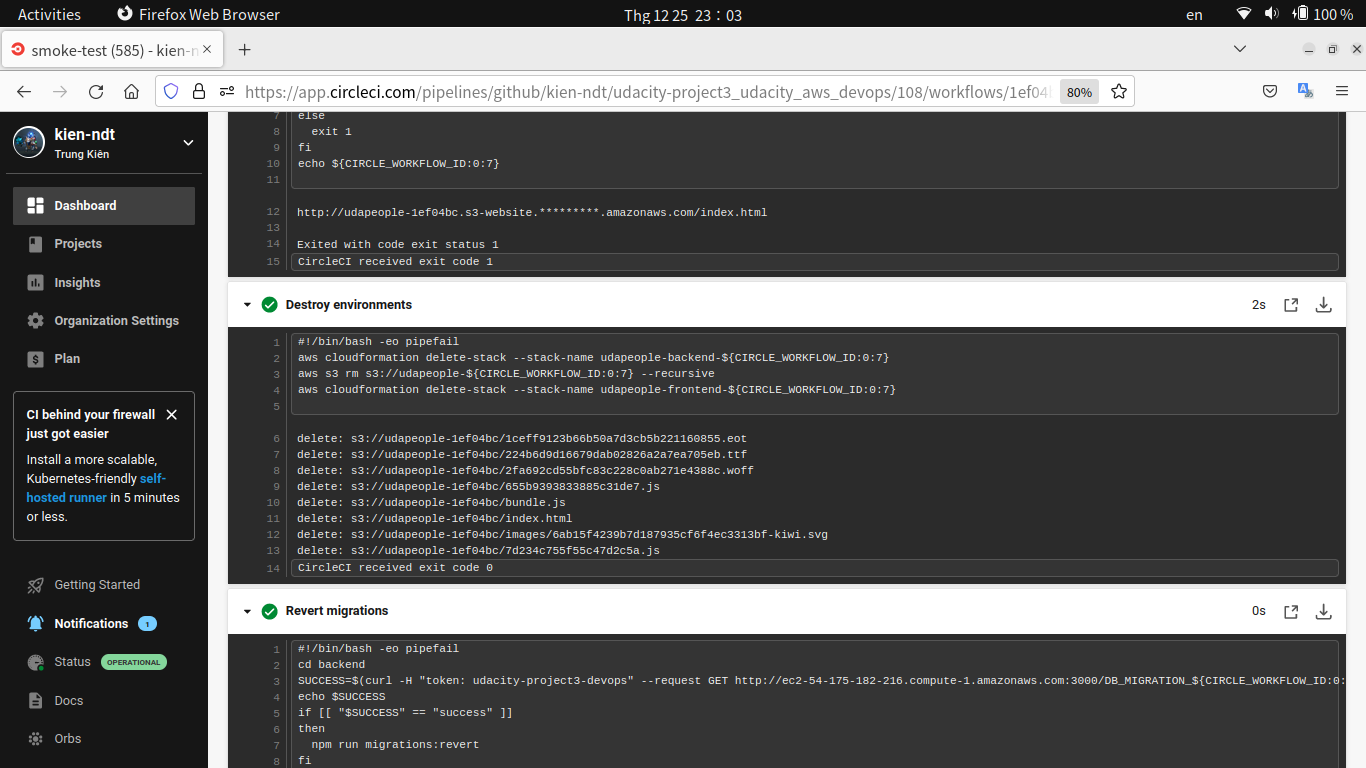 Activities
Firefox Web Browser
Thg 12 25 23 : 03
en
100 %
smoke-test (585) - kien-n
https://app.circleci.com/pipelines/github/kien-ndt/udacity-project3_udacity_aws_devops/108/workflows/1ef04b
80%
kien-ndt
Trung Kiên
Dashboard
Projects
Insights
Organization Settings
Plan
CI behind your firewall
just got easier
Install a more scalable,
Kubernetes-friendly self-
hosted runner in 5 minutes
or less.
Getting Started
Notifications 1
Status OPERATIONAL
Docs
Orbs
7 else
8 exit 1
9 fi
10 echo ${CIRCLE_WORKFLOW_ID:0:7}
11
12 http://udapeople-1ef04bc.s3-website.*********.amazonaws.com/index.html
13
14 Exited with code exit status 1
15 CircleCI received exit code 1
Destroy environments
2s
1 #!/bin/bash -eo pipefail
2 aws cloudformation delete-stack --stack-name udapeople-backend-${CIRCLE_WORKFLOW_ID:0:7}
3 aws s3 rm s3://udapeople-${CIRCLE_WORKFLOW_ID:0:7} --recursive
4 aws cloudformation delete-stack --stack-name udapeople-frontend-${CIRCLE_WORKFLOW_ID:0:7}
5
6 delete: s3://udapeople-1ef04bc/1ceff9123b66b50a7d3cb5b221160855.eot
7 delete: s3://udapeople-1ef04bc/224b6d9d16679dab02826a2a7ea705eb.ttf
8 delete: s3://udapeople-1ef04bc/2fa692cd55bfc83c228c0ab271e4388c.woff
9 delete: s3://udapeople-1ef04bc/655b9393833885c31de7.js
10 delete: s3://udapeople-1ef04bc/bundle.js
11 delete: s3://udapeople-1ef04bc/index.html
12 delete: s3://udapeople-1ef04bc/images/6ab15f4239b7d187935cf6f4ec3313bf-kiwi.svg
13 delete: s3://udapeople-1ef04bc/7d234c755f55c47d2c5a.js
14 CircleCI received exit code 0
Revert migrations
0s
1 #!/bin/bash -eo pipefail
2 cd backend
3 SUCCESS=$(curl -H "token: udacity-project3-devops" --request GET http://ec2-54-175-182-216.compute-1.amazonaws.com:3000/DB_MIGRATION_${CIRCLE_WORKFLOW_ID:0:
4 echo $SUCCESS
5 if [[ "$SUCCESS" == "success" ]]
6 then
7 npm run migrations:revert
8 fi